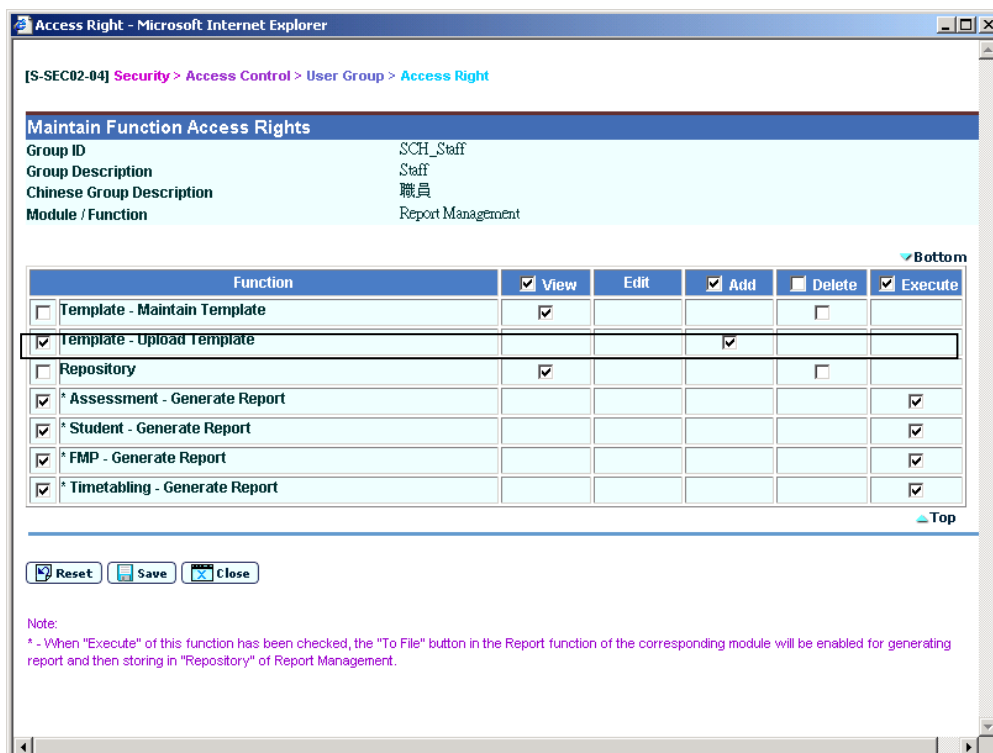 Access Right - Microsoft Internet Explorer
[S-SEC02-04] Security > Access Control > User Group > Access Right
Maintain Function Access Rights
Group ID SCH_Staff
Group Description Staff
Chinese Group Description 職員
Module / Function Report Management
Bottom
Function View Edit Add Delete Execute
Template - Maintain Template
Template - Upload Template
Repository
* Assessment - Generate Report
* Student - Generate Report
* FMP - Generate Report
* Timetabling - Generate Report
Top
Reset Save Close
Note:
* - When "Execute" of this function has been checked, the "To File" button in the Report function of the corresponding module will be enabled for generating
report and then storing in "Repository" of Report Management.